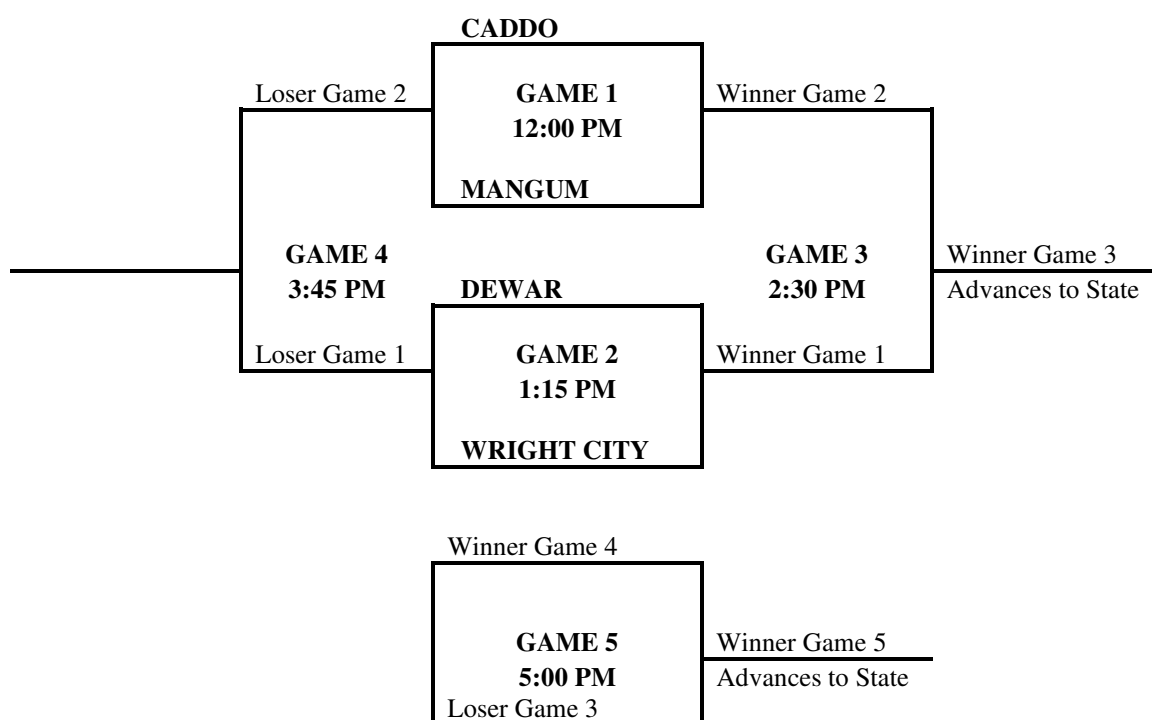 CADDO
Loser Game 2
GAME 1
12:00 PM
Winner Game 2
MANGUM
GAME 4
3:45 PM
GAME 3
2:30 PM
Winner Game 3
Advances to State
DEWAR
Loser Game 1
GAME 2
1:15 PM
Winner Game 1
WRIGHT CITY
Winner Game 4
GAME 5
5:00 PM
Winner Game 5
Advances to State
Loser Game 3